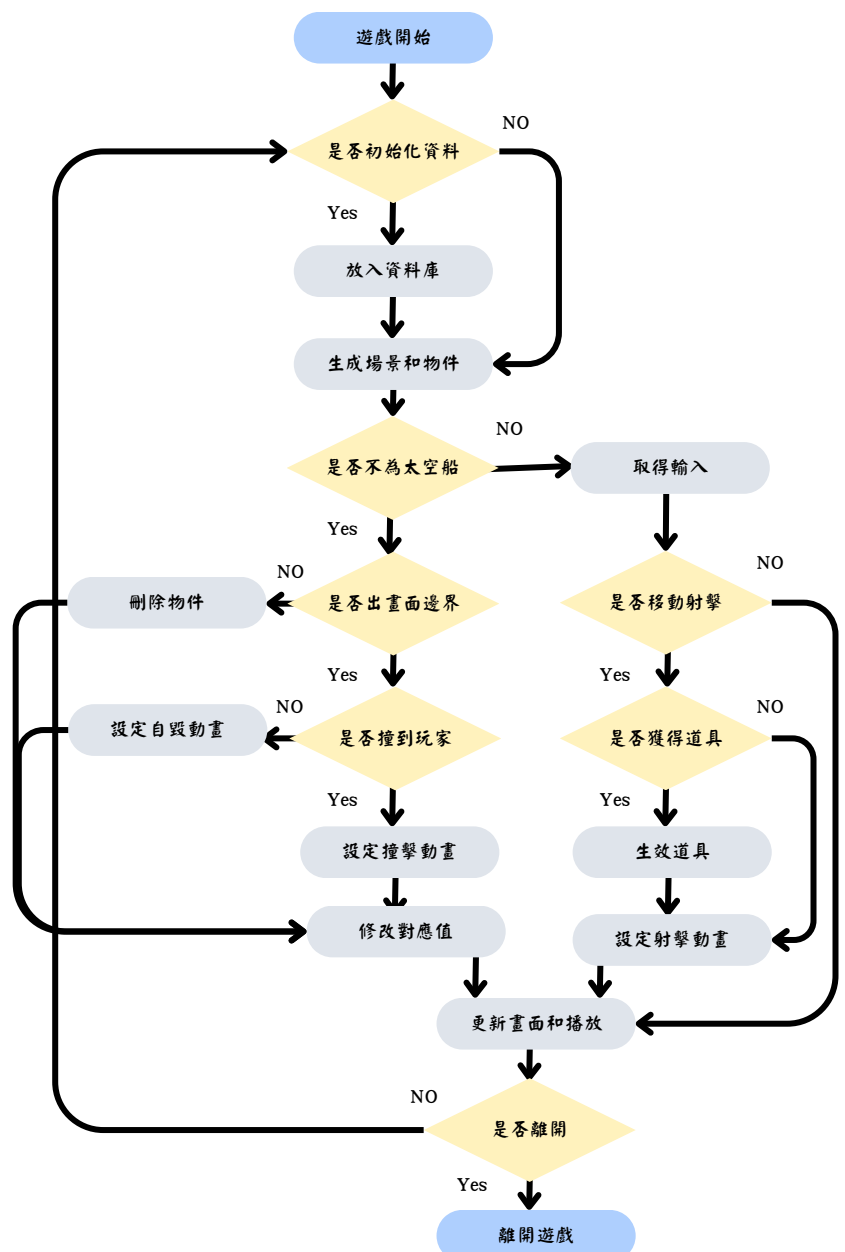 遊戲開始
NO
是否初始化資料
Yes
放入資料庫
生成場景和物件
NO
是否不為太空船
取得輸入
Yes
NO
NO
刪除物件
是否出畫面邊界
是否移動射擊
Yes
Yes
NO
NO
設定自毀動畫
是否撞到玩家
是否獲得道具
Yes
Yes
設定撞擊動畫
生效道具
修改對應值
設定射擊動畫
更新畫面和播放
NO
是否離開
Yes
離開遊戲